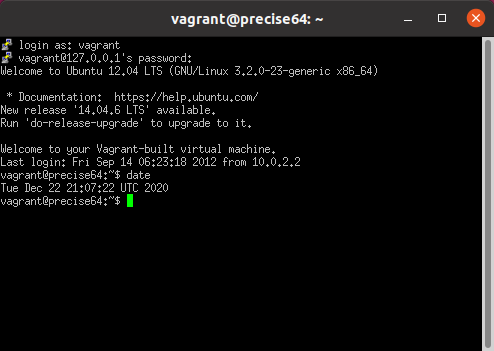 vagrant@precise64: ~
login as: vagrant
vagrant@127.0.0.1's password:
Welcome to Ubuntu 12.04 LTS (GNU/Linux 3.2.0-23-generic x86_64)
 * Documentation:  https://help.ubuntu.com/
New release '14.04.6 LTS' available.
Run 'do-release-upgrade' to upgrade to it.
Welcome to your Vagrant-built virtual machine.
Last login: Fri Sep 14 06:23:18 2012 from 10.0.2.2
vagrant@precise64:~$ date
Tue Dec 22 21:07:22 UTC 2020
vagrant@precise64:~$